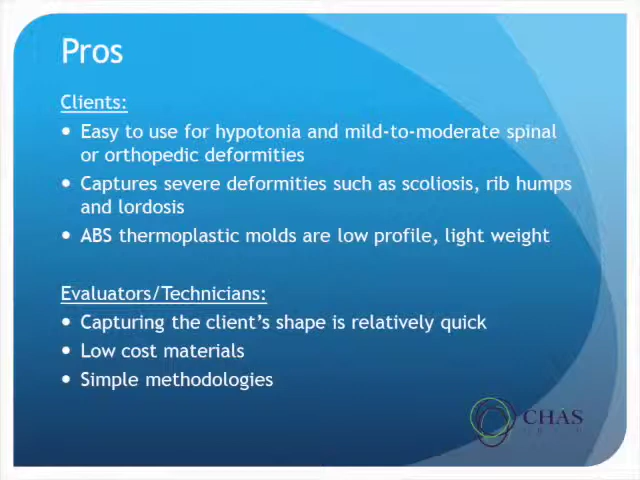 Pros
Clients:
• Easy to use for hypotonia and mild-to-moderate spinal
or orthopedic deformities
• Captures severe deformities such as scoliosis, rib humps
and lordosis
• ABS thermoplastic molds are low profile, light weight
Evaluators/Technicians:
• Capturing the client's shape is relatively quick
• Low cost materials
• Simple methodologies
CHAS